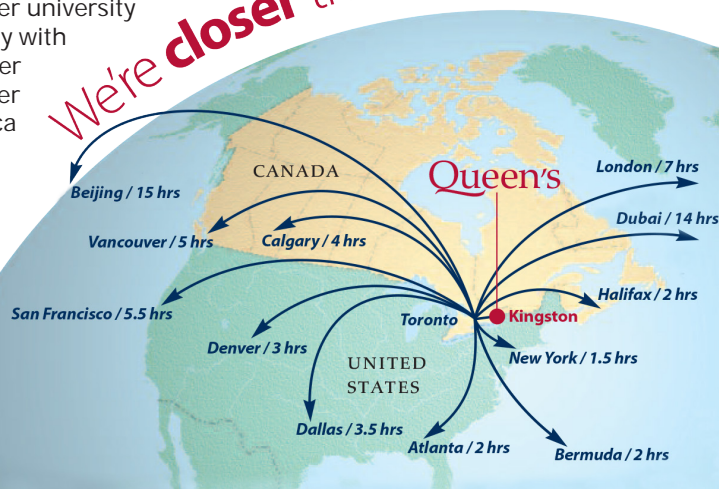 er university
y with
er
er
ca
We're closer
CANADA
Queen's
London / 7 hrs
Beijing / 15 hrs
Dubai / 14 hrs
Vancouver / 5 hrs
Calgary / 4 hrs
Halifax / 2 hrs
San Francisco / 5.5 hrs
Toronto
Kingston
Denver / 3 hrs
New York / 1.5 hrs
UNITED
STATES
Dallas / 3.5 hrs
Atlanta / 2 hrs
Bermuda / 2 hrs